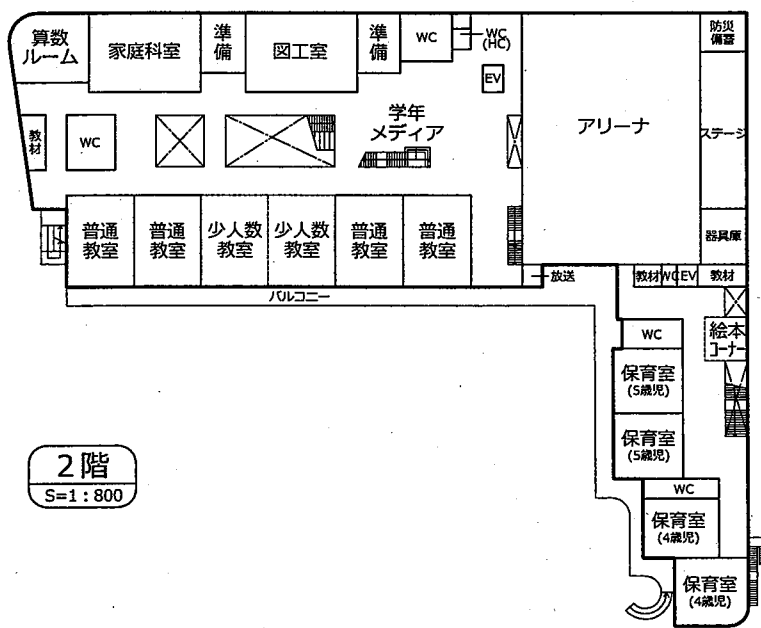 算数
ルーム
家庭科室
準
備
図工室
準
備
WC
WC
(HC)
EV
防災
備蓄
教
材
WC
学年
メディア
アリーナ
ステージ
普通
教室
普通
教室
少人数
教室
少人数
教室
普通
教室
普通
教室
器具庫
放送
教材
WC
EV
教材
バルコニー
WC
絵本
コーナー
保育室
(5歳児)
保育室
(5歳児)
2階
S=1：800
WC
保育室
(4歳児)
保育室
(4歳児)